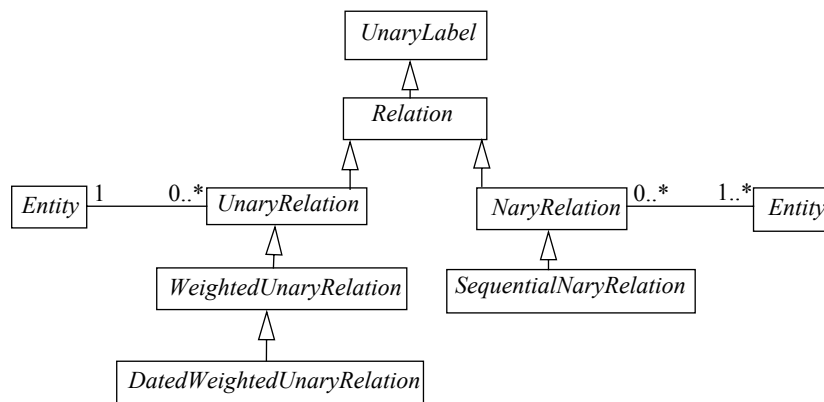 UnaryLabel
Relation
1 0..* 0..* 1..*
Entity UnaryRelation NaryRelation Entity
WeightedUnaryRelation SequentialNaryRelation
DatedWeightedUnaryRelation